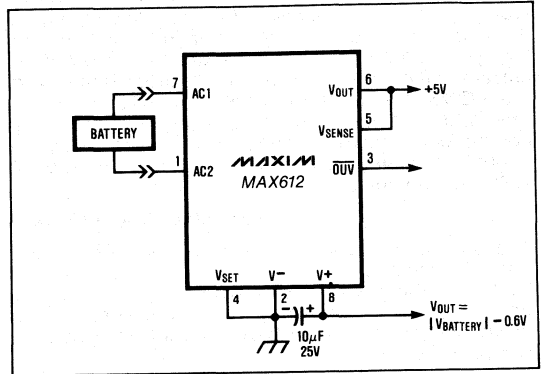 7
AC1
BATTERY
1
AC2
MAXIM
MAX612
VOUT
6
+5V
VSENSE
5
OUV
3
VSET
4
V−
2
V+
8
− +
10µF
25V
VOUT =
|VBATTERY| − 0.6V